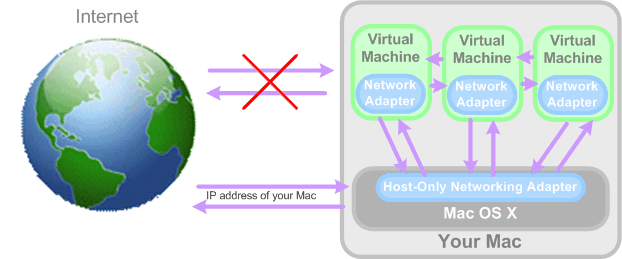 Internet
Virtual
Machine
Virtual
Machine
Virtual
Machine
Network
Adapter
Network
Adapter
Network
Adapter
IP address of your Mac
Host-Only Networking Adapter
Mac OS X
Your Mac